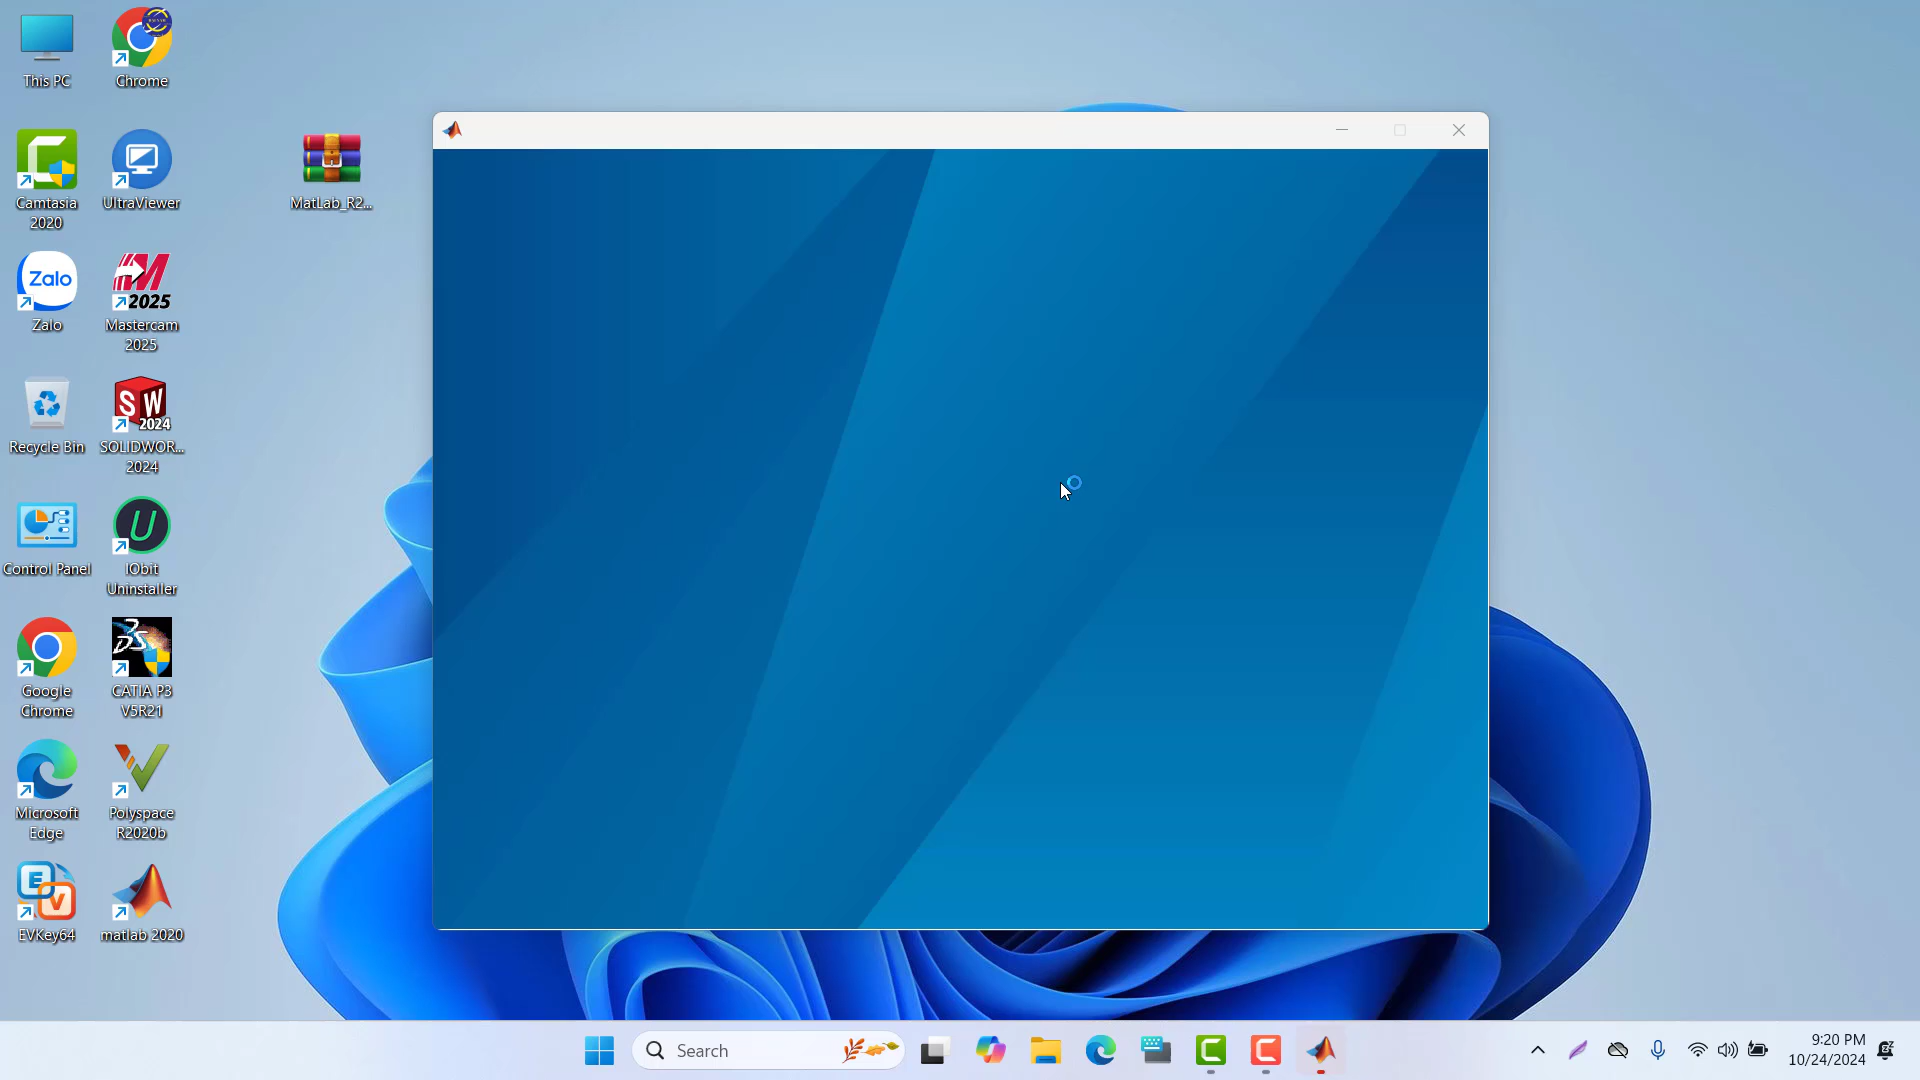 This PC
Chrome
Camtasia
2020
UltraViewer
MatLab_R2...
Zalo
Zalo
2025
Mastercam
2025
Recycle Bin
SW
2024
SOLIDWOR...
2024
Control Panel
U
IObit
Uninstaller
Google
Chrome
CATIA P3
V5R21
Microsoft
Edge
Polyspace
R2020b
E
V
EVKey64
matlab 2020
Search
9:20 PM
10/24/2024